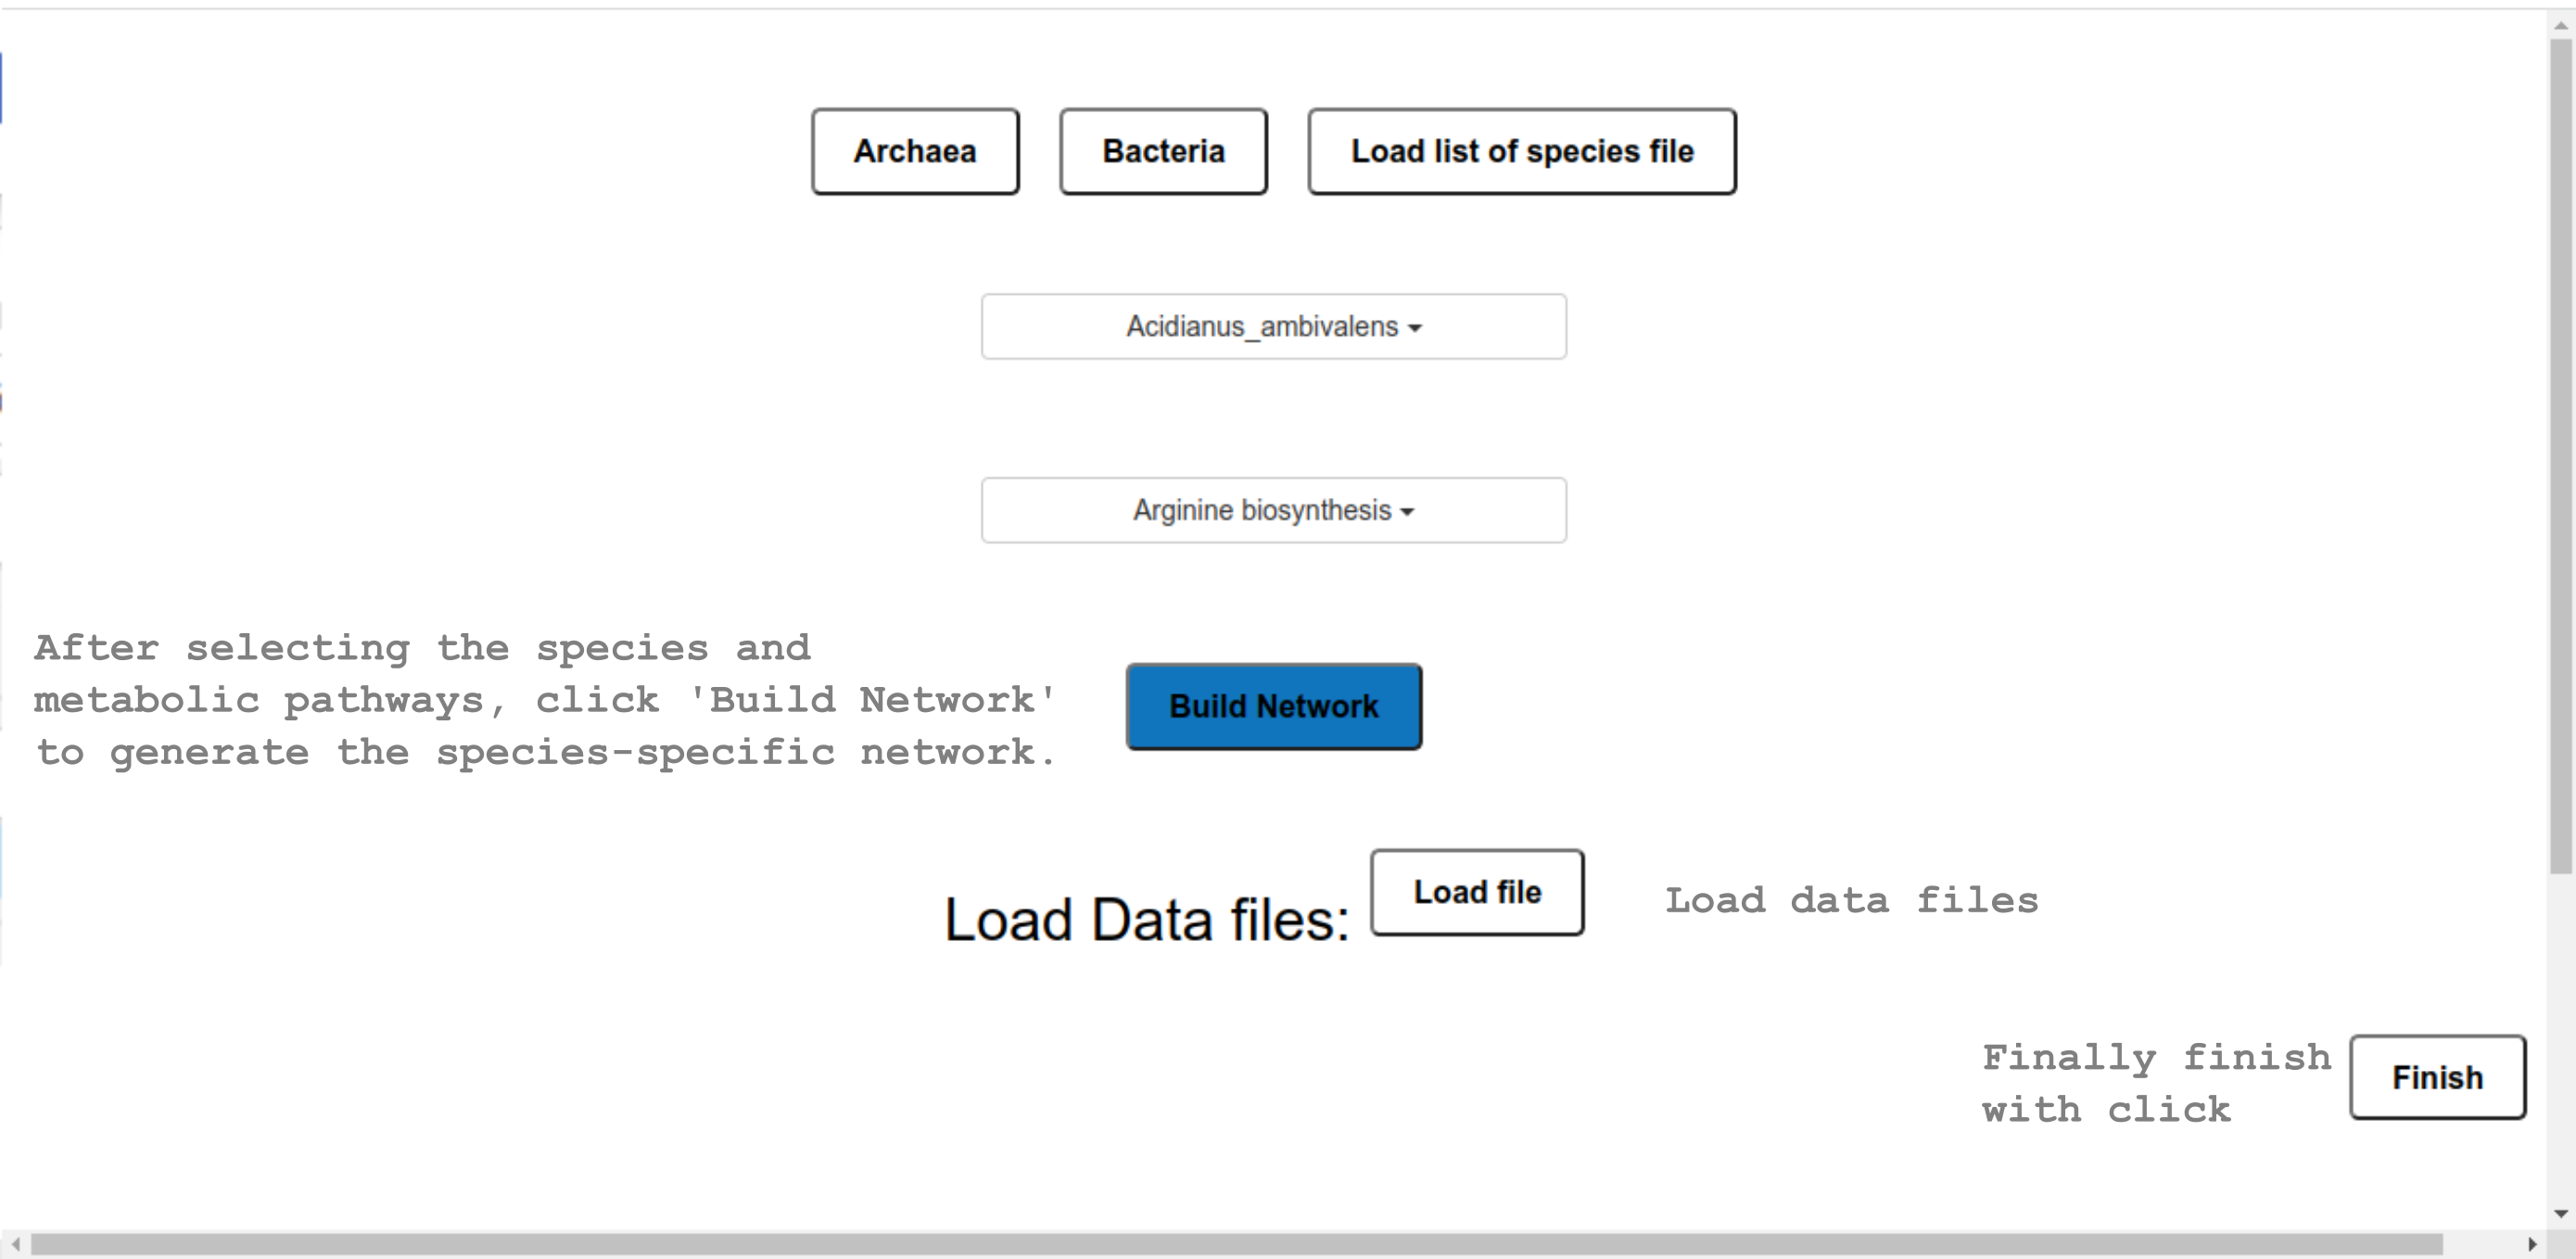 Archaea Bacteria Load list of species file
Acidianus_ambivalens
Arginine biosynthesis
After selecting the species and
metabolic pathways, click 'Build Network'
to generate the species-specific network.
Build Network
Load Data files: Load file Load data files
Finally finish
with click
Finish